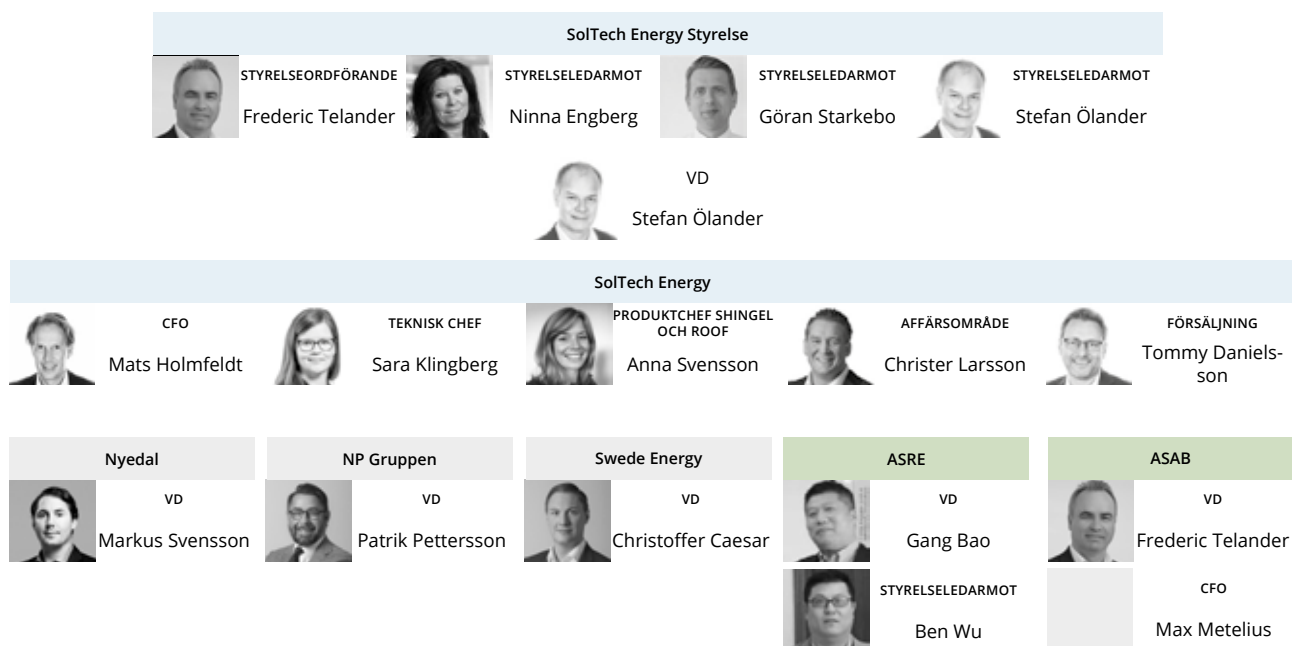 SolTech Energy Styrelse
STYRELSEORDFÖRANDE
Frederic Telander
STYRELSELEDARMOT
Ninna Engberg
STYRELSELEDARMOT
Göran Starkebo
STYRELSELEDARMOT
Stefan Ölander
VD
Stefan Ölander
SolTech Energy
CFO
Mats Holmfeldt
TEKNISK CHEF
Sara Klingberg
PRODUKTCHEF SHINGEL
OCH ROOF
Anna Svensson
AFFÄRSOMRÅDE
Christer Larsson
FÖRSÄLJNING
Tommy Daniels-
son
Nyedal
VD
Markus Svensson
NP Gruppen
VD
Patrik Pettersson
Swede Energy
VD
Christoffer Caesar
ASRE
VD
Gang Bao
STYRELSELEDARMOT
Ben Wu
ASAB
VD
Frederic Telander
CFO
Max Metelius